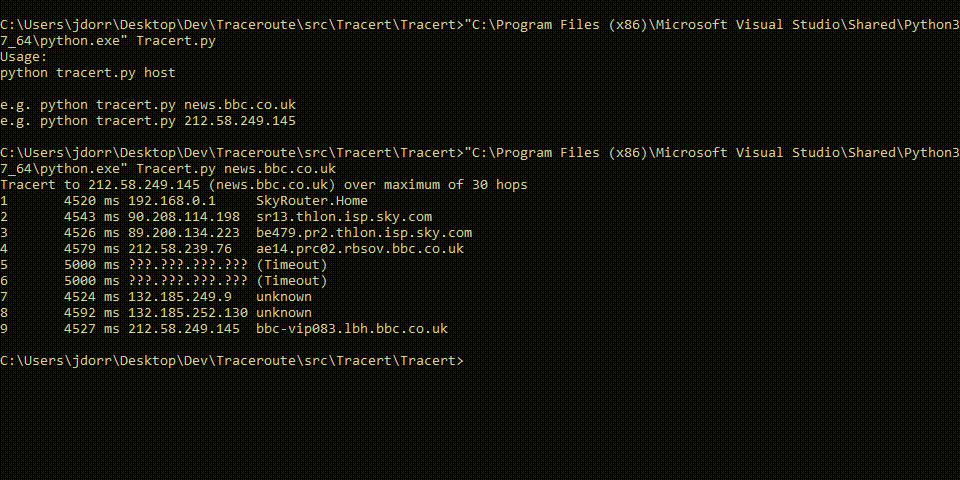 C:\Users\jdorr\Desktop\Dev\Traceroute\src\Tracert\Tracert>"C:\Program Files (x86)\Microsoft Visual Studio\Shared\Python3
7_64\python.exe" Tracert.py
Usage:
python tracert.py host
e.g. python tracert.py news.bbc.co.uk
e.g. python tracert.py 212.58.249.145
C:\Users\jdorr\Desktop\Dev\Traceroute\src\Tracert\Tracert>"C:\Program Files (x86)\Microsoft Visual Studio\Shared\Python3
7_64\python.exe" Tracert.py news.bbc.co.uk
Tracert to 212.58.249.145 (news.bbc.co.uk) over maximum of 30 hops
1       4520 ms 192.168.0.1     SkyRouter.Home
2       4543 ms 90.208.114.198  sr13.thlon.isp.sky.com
3       4526 ms 89.200.134.223  be479.pr2.thlon.isp.sky.com
4       4579 ms 212.58.239.76   ae14.prc02.rbsov.bbc.co.uk
5       5000 ms ???.???.???.??? (Timeout)
6       5000 ms ???.???.???.??? (Timeout)
7       4524 ms 132.185.249.9   unknown
8       4592 ms 132.185.252.130 unknown
9       4527 ms 212.58.249.145  bbc-vip083.lbh.bbc.co.uk
C:\Users\jdorr\Desktop\Dev\Traceroute\src\Tracert\Tracert>